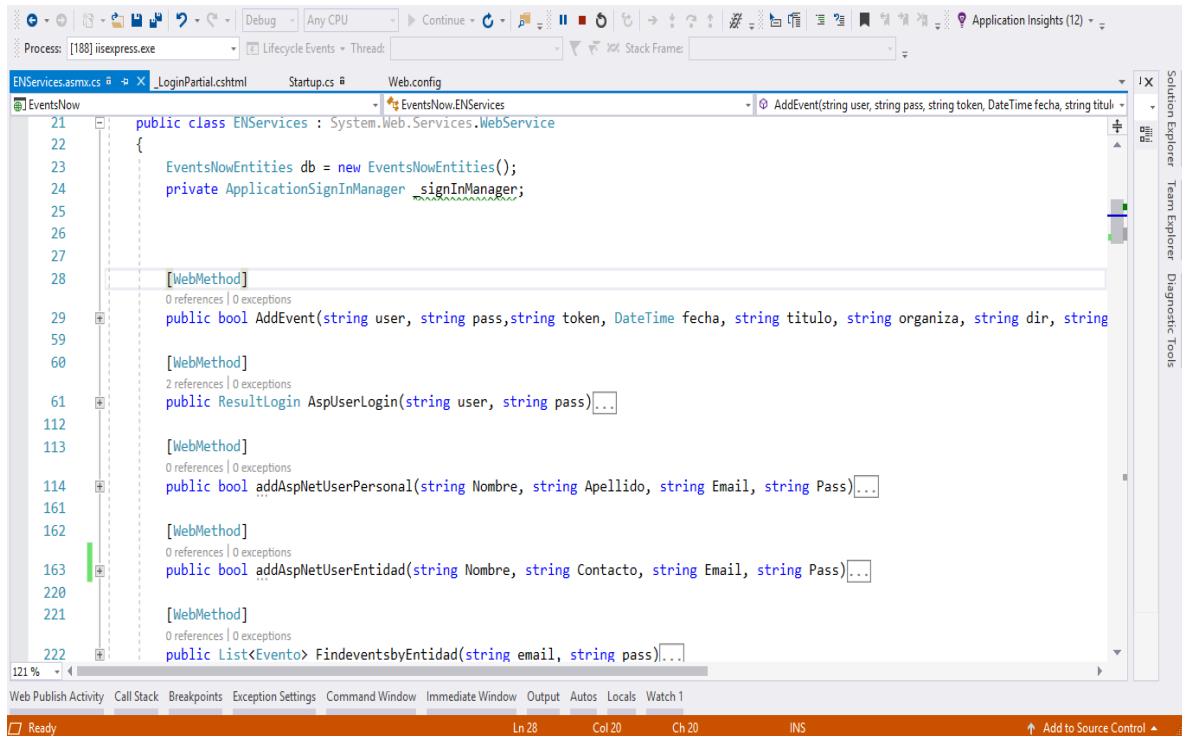 Debug Any CPU Continue Application Insights (12)
Process: [188] iisexpress.exe Lifecycle Events Thread: Stack Frame:
ENServices.asmx.cs _LoginPartial.cshtml Startup.cs Web.config
EventsNow EventsNow.ENServices AddEvent(string user, string pass, string token, DateTime fecha, string titulo
21 public class ENServices : System.Web.Services.WebService
22 {
23 EventsNowEntities db = new EventsNowEntities();
24 private ApplicationSignInManager _signInManager;
25
26
27
28 [WebMethod]
0 references | 0 exceptions
29 public bool AddEvent(string user, string pass,string token, DateTime fecha, string titulo, string organiza, string dir, string
59
60 [WebMethod]
2 references | 0 exceptions
61 public ResultLogin AspUserLogin(string user, string pass)...
112
113 [WebMethod]
0 references | 0 exceptions
114 public bool addAspNetUserPersonal(string Nombre, string Apellido, string Email, string Pass)...
161
162 [WebMethod]
0 references | 0 exceptions
163 public bool addAspNetUserEntidad(string Nombre, string Contacto, string Email, string Pass)...
220
221 [WebMethod]
0 references | 0 exceptions
222 public List<Evento> FindeventsbyEntidad(string email, string pass)...
121 %
Web Publish Activity Call Stack Breakpoints Exception Settings Command Window Immediate Window Output Autos Locals Watch 1
Ready Ln 28 Col 20 Ch 20 INS Add to Source Control
Solution Explorer
Team Explorer
Diagnostic Tools